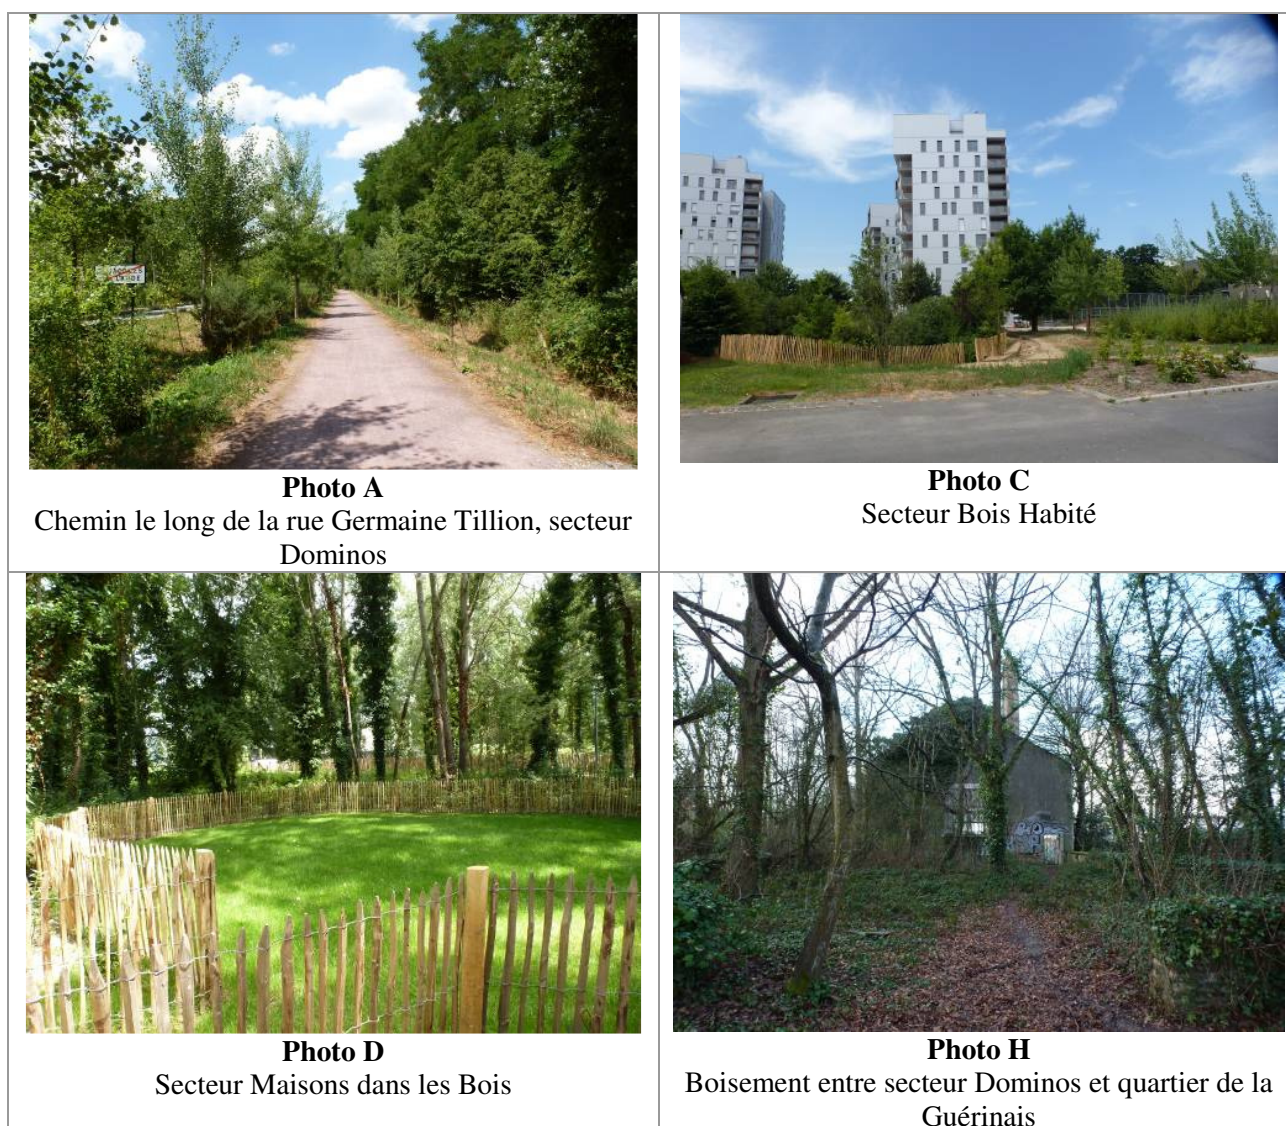 Photo A
Chemin le long de la rue Germaine Tillion, secteur
Dominos
Photo C
Secteur Bois Habité
Photo D
Secteur Maisons dans les Bois
Photo H
Boisement entre secteur Dominos et quartier de la
Guérinais